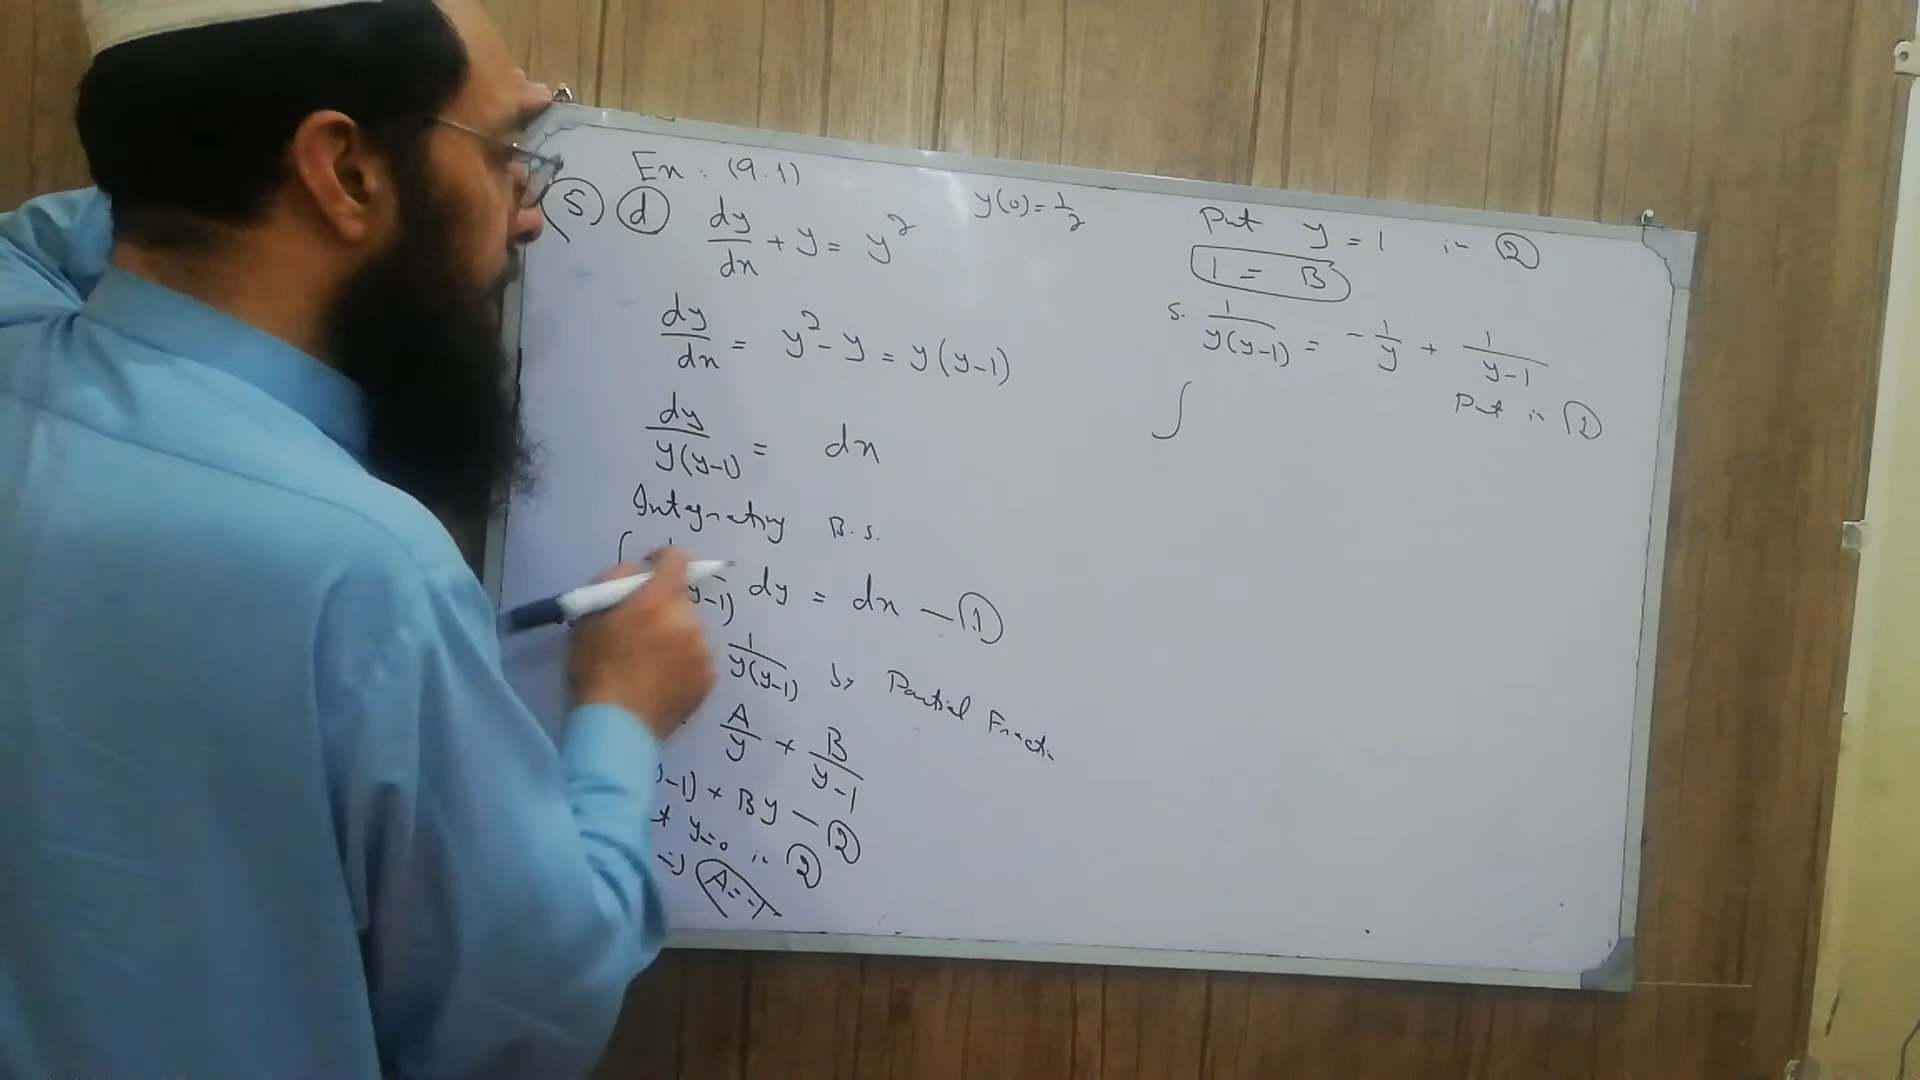 Ex: (9.1)
(5) (d) dy/dx + y = y² y(0) = 1/2
dy/dx = y² - y = y(y-1)
dy/y(y-1) = dx
Integrating B.S.
∫ y-1) dy = dx — (1)
1/y(y-1) by Partial Fracti
A/y + B/y-1
-1) + By — (2)
y=0 in (2)
A = -1
Put y = 1 in (2)
1 = B
S. 1/y(y-1) = -1/y + 1/y-1
Put in (1)
∫